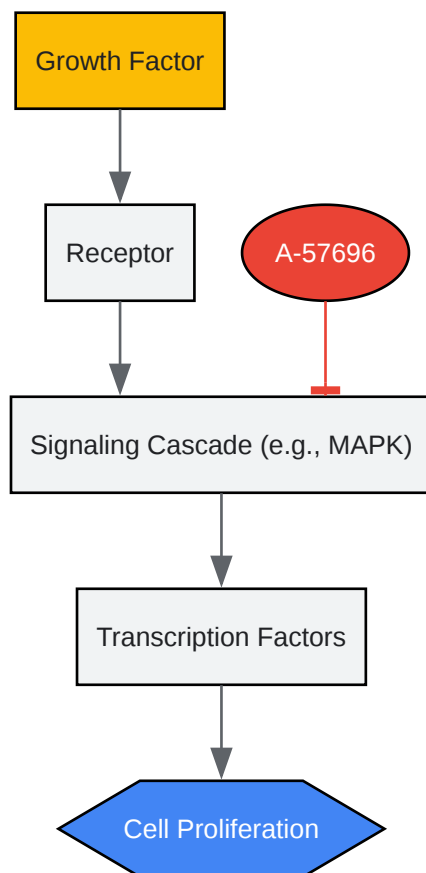 Growth Factor
Receptor
A-57696
Signaling Cascade (e.g., MAPK)
Transcription Factors
Cell Proliferation